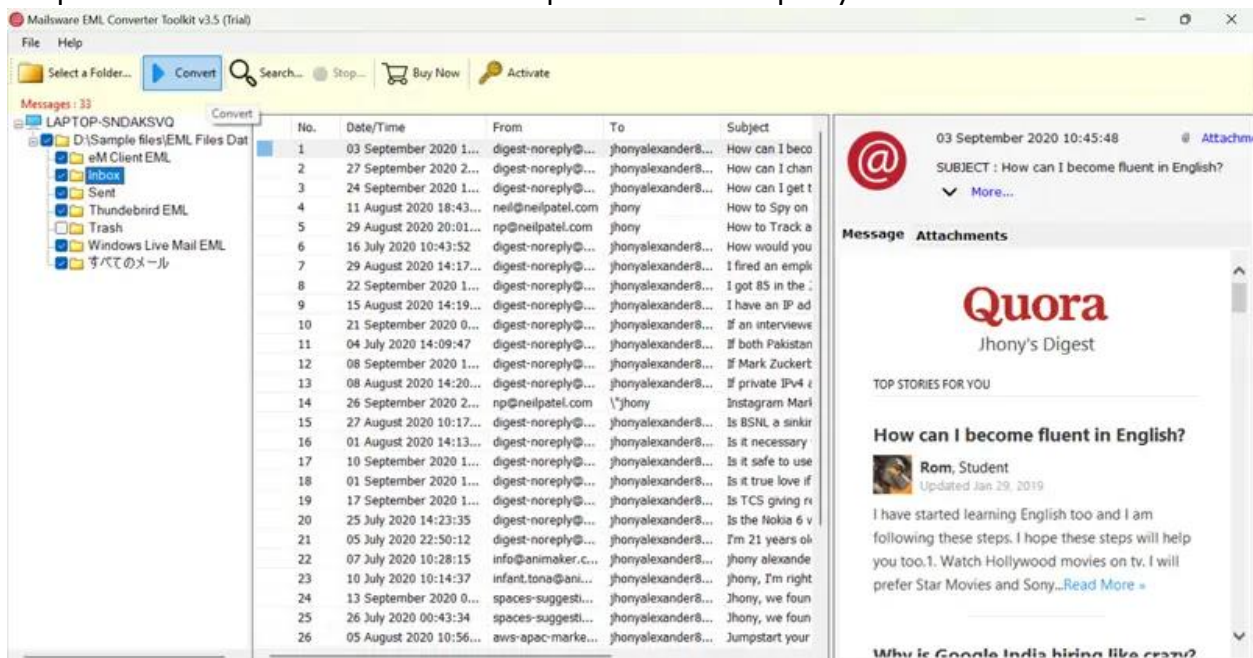 Mailsware EML Converter Toolkit v3.5 (Trial)
File Help
Select a Folder... Convert Search... Stop... Buy Now Activate
Messages : 33
Convert
LAPTOP-SNDAKSVQ
D:\Sample files\EML Files Dat
eM Client EML
Inbox
Sent
Thundebrird EML
Trash
Windows Live Mail EML
すべてのメール
No. Date/Time From To Subject
1 03 September 2020 1... digest-noreply@... jhonyalexander8... How can I beco
2 27 September 2020 2... digest-noreply@... jhonyalexander8... How can I chan
3 24 September 2020 1... digest-noreply@... jhonyalexander8... How can I get t
4 11 August 2020 18:43... neil@neilpatel.com jhony How to Spy on
5 29 August 2020 20:01... np@neilpatel.com jhony How to Track a
6 16 July 2020 10:43:52 digest-noreply@... jhonyalexander8... How would you
7 29 August 2020 14:17... digest-noreply@... jhonyalexander8... I fired an emplo
8 22 September 2020 1... digest-noreply@... jhonyalexander8... I got 85 in the
9 15 August 2020 14:19... digest-noreply@... jhonyalexander8... I have an IP ad
10 21 September 2020 0... digest-noreply@... jhonyalexander8... If an interviewe
11 04 July 2020 14:09:47 digest-noreply@... jhonyalexander8... If both Pakistan
12 08 September 2020 1... digest-noreply@... jhonyalexander8... If Mark Zuckerb
13 08 August 2020 14:20... digest-noreply@... jhonyalexander8... If private IPv4 a
14 26 September 2020 2... np@neilpatel.com \"jhony Instagram Mark
15 27 August 2020 10:17... digest-noreply@... jhonyalexander8... Is BSNL a sinkin
16 01 August 2020 14:13... digest-noreply@... jhonyalexander8... Is it necessary
17 10 September 2020 1... digest-noreply@... jhonyalexander8... Is it safe to use
18 01 September 2020 1... digest-noreply@... jhonyalexander8... Is it true love if
19 17 September 2020 1... digest-noreply@... jhonyalexander8... Is TCS giving re
20 25 July 2020 14:23:35 digest-noreply@... jhonyalexander8... Is the Nokia 6 v
21 05 July 2020 22:50:12 digest-noreply@... jhonyalexander8... I'm 21 years old
22 07 July 2020 10:28:15 info@animaker.c... jhonyalexander8... jhony alexande
23 10 July 2020 10:14:37 infant.tona@ani... jhonyalexander8... jhony, I'm right
24 13 September 2020 0... spaces-suggesti... jhonyalexander8... Jhony, we foun
25 26 July 2020 00:43:34 spaces-suggesti... jhonyalexander8... Jhony, we foun
26 05 August 2020 10:56... aws-apac-marke... jhonyalexander8... Jumpstart your
03 September 2020 10:45:48 Attachm
SUBJECT : How can I become fluent in English?
More...
Message Attachments
Quora
Jhony's Digest
TOP STORIES FOR YOU
How can I become fluent in English?
Rom, Student
Updated Jan 29, 2019
I have started learning English too and I am
following these steps. I hope these steps will help
you too.1. Watch Hollywood movies on tv. I will
prefer Star Movies and Sony...Read More »
Why is Google India hiring like crazy?